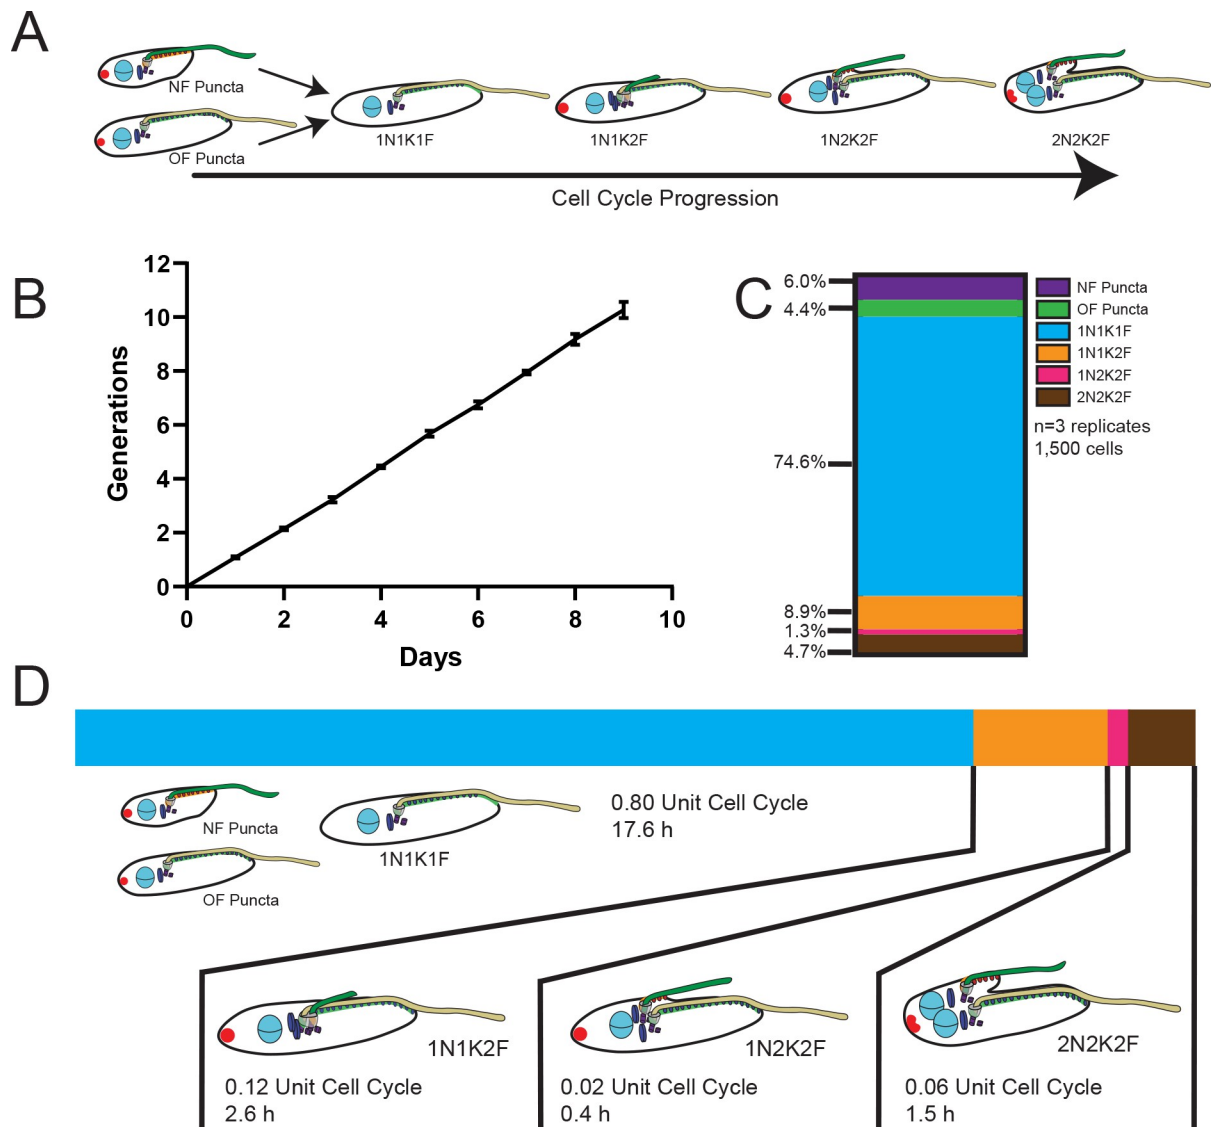 A
NF Puncta
OF Puncta
1N1K1F
1N1K2F
1N2K2F
2N2K2F
Cell Cycle Progression
B
12
10
8
6
4
2
0
Generations
0 2 4 6 8 10
Days
C
6.0%
4.4%
74.6%
8.9%
1.3%
4.7%
NF Puncta
OF Puncta
1N1K1F
1N1K2F
1N2K2F
2N2K2F
n=3 replicates
1,500 cells
D
NF Puncta
OF Puncta
1N1K1F
0.80 Unit Cell Cycle
17.6 h
1N1K2F
0.12 Unit Cell Cycle
2.6 h
1N2K2F
0.02 Unit Cell Cycle
0.4 h
2N2K2F
0.06 Unit Cell Cycle
1.5 h